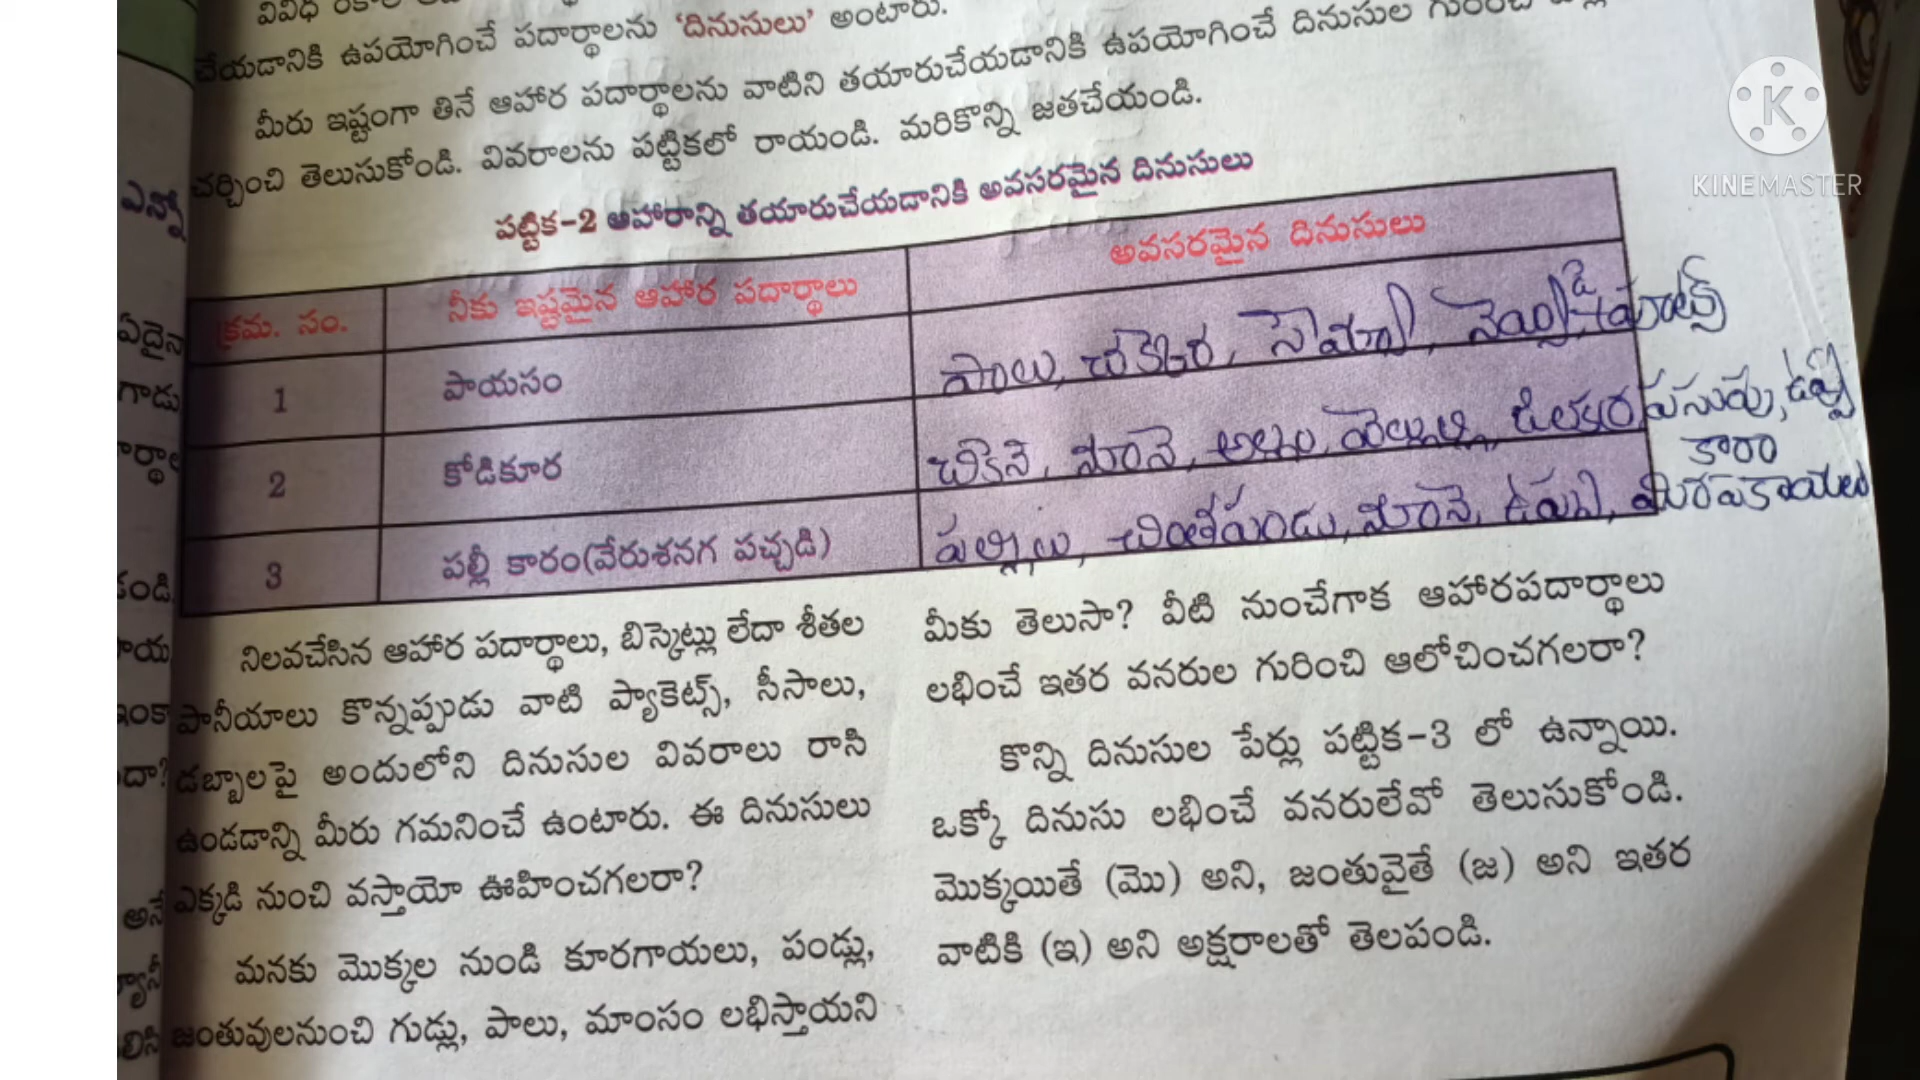 చేయడానికి ఉపయోగించే పదార్థాలను ‘దినుసులు’ అంటారు.
మీరు ఇష్టంగా తినే ఆహార పదార్థాలను వాటిని తయారుచేయడానికి ఉపయోగించే దినుసుల
చర్చించి తెలుసుకోండి. వివరాలను పట్టికలో రాయండి. మరికొన్ని జతచేయండి.
పట్టిక-2 ఆహారాన్ని తయారుచేయడానికి అవసరమైన దినుసులు
క్రమ. సం. నీకు ఇష్టమైన ఆహార పదార్థాలు అవసరమైన దినుసులు
1 పాయసం పాలు, చక్కెర, సేమ్యా,
2 కోడికూర చికెన్, నూనె, అల్లం, వెల్లుల్లి, జీలకర్ర పసుపు, ఉప్పు
కారం
3 పల్లీ కారం(వేరుశనగ పచ్చడి) పల్లీలు, చింతపండు, నూనె, ఉప్పు, మిరపకాయలు
నిలవచేసిన ఆహార పదార్థాలు, బిస్కెట్లు లేదా శీతల
పానీయాలు కొన్నప్పుడు వాటి ప్యాకెట్స్, సీసాలు,
డబ్బాలపై అందులోని దినుసుల వివరాలు రాసి
ఉండడాన్ని మీరు గమనించే ఉంటారు. ఈ దినుసులు
ఎక్కడి నుంచి వస్తాయో ఊహించగలరా?
మనకు మొక్కల నుండి కూరగాయలు, పండ్లు,
జంతువులనుంచి గుడ్లు, పాలు, మాంసం లభిస్తాయని
మీకు తెలుసా? వీటి నుంచేగాక ఆహారపదార్థాలు
లభించే ఇతర వనరుల గురించి ఆలోచించగలరా?
కొన్ని దినుసుల పేర్లు పట్టిక-3 లో ఉన్నాయి.
ఒక్కో దినుసు లభించే వనరులేవో తెలుసుకోండి.
మొక్కయితే (మొ) అని, జంతువైతే (జ) అని ఇతర
వాటికి (ఇ) అని అక్షరాలతో తెలపండి.
ఎన్నో
ఏదైన
K
KINEMASTER